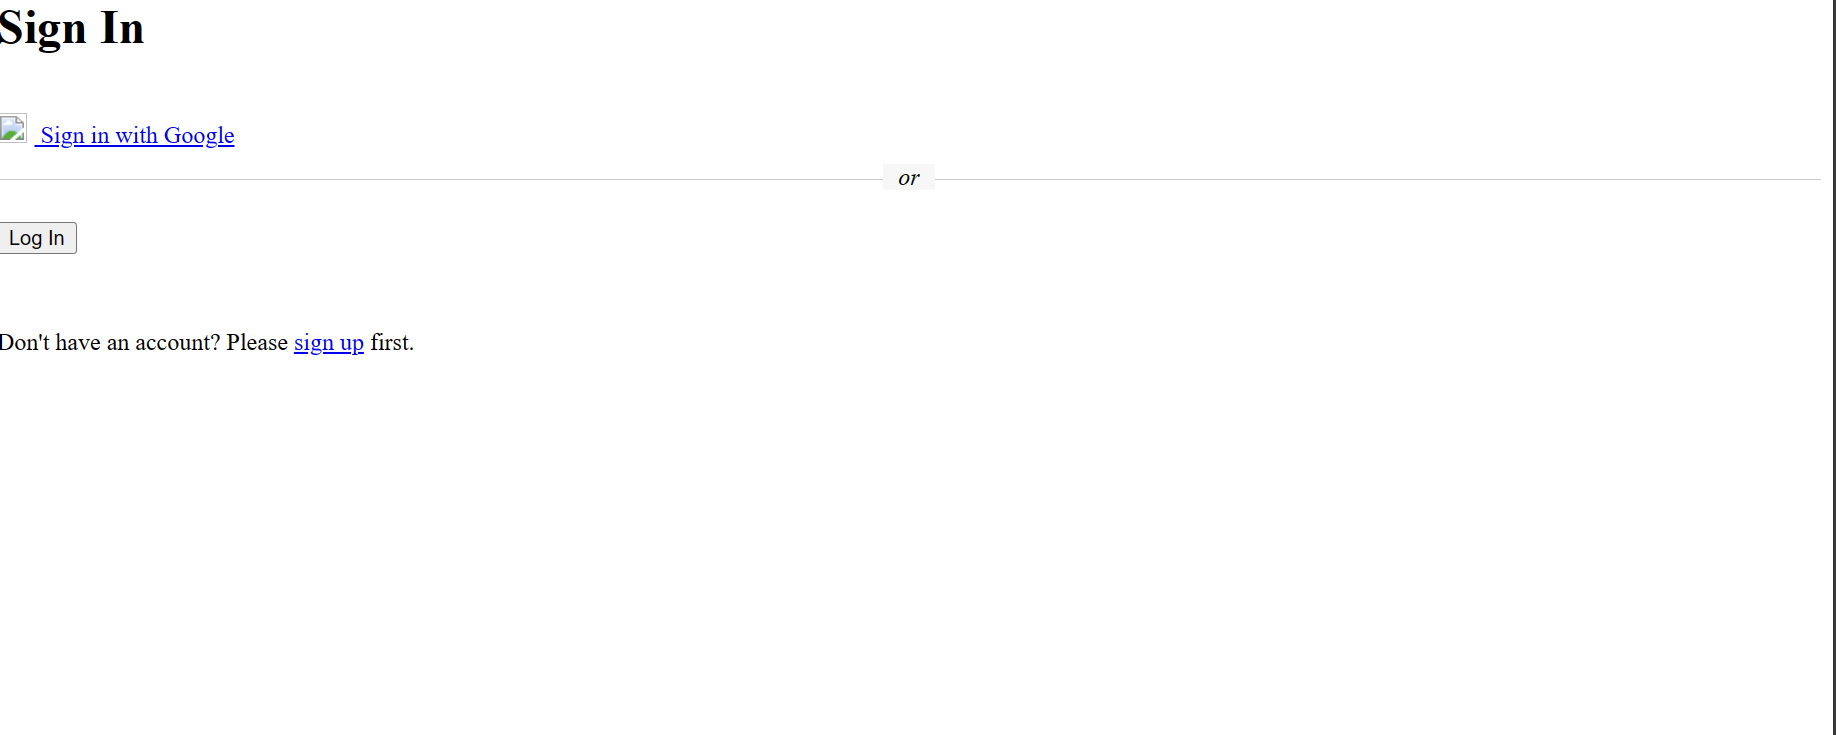 Sign In
Sign in with Google
or
Log In
Don't have an account? Please sign up first.